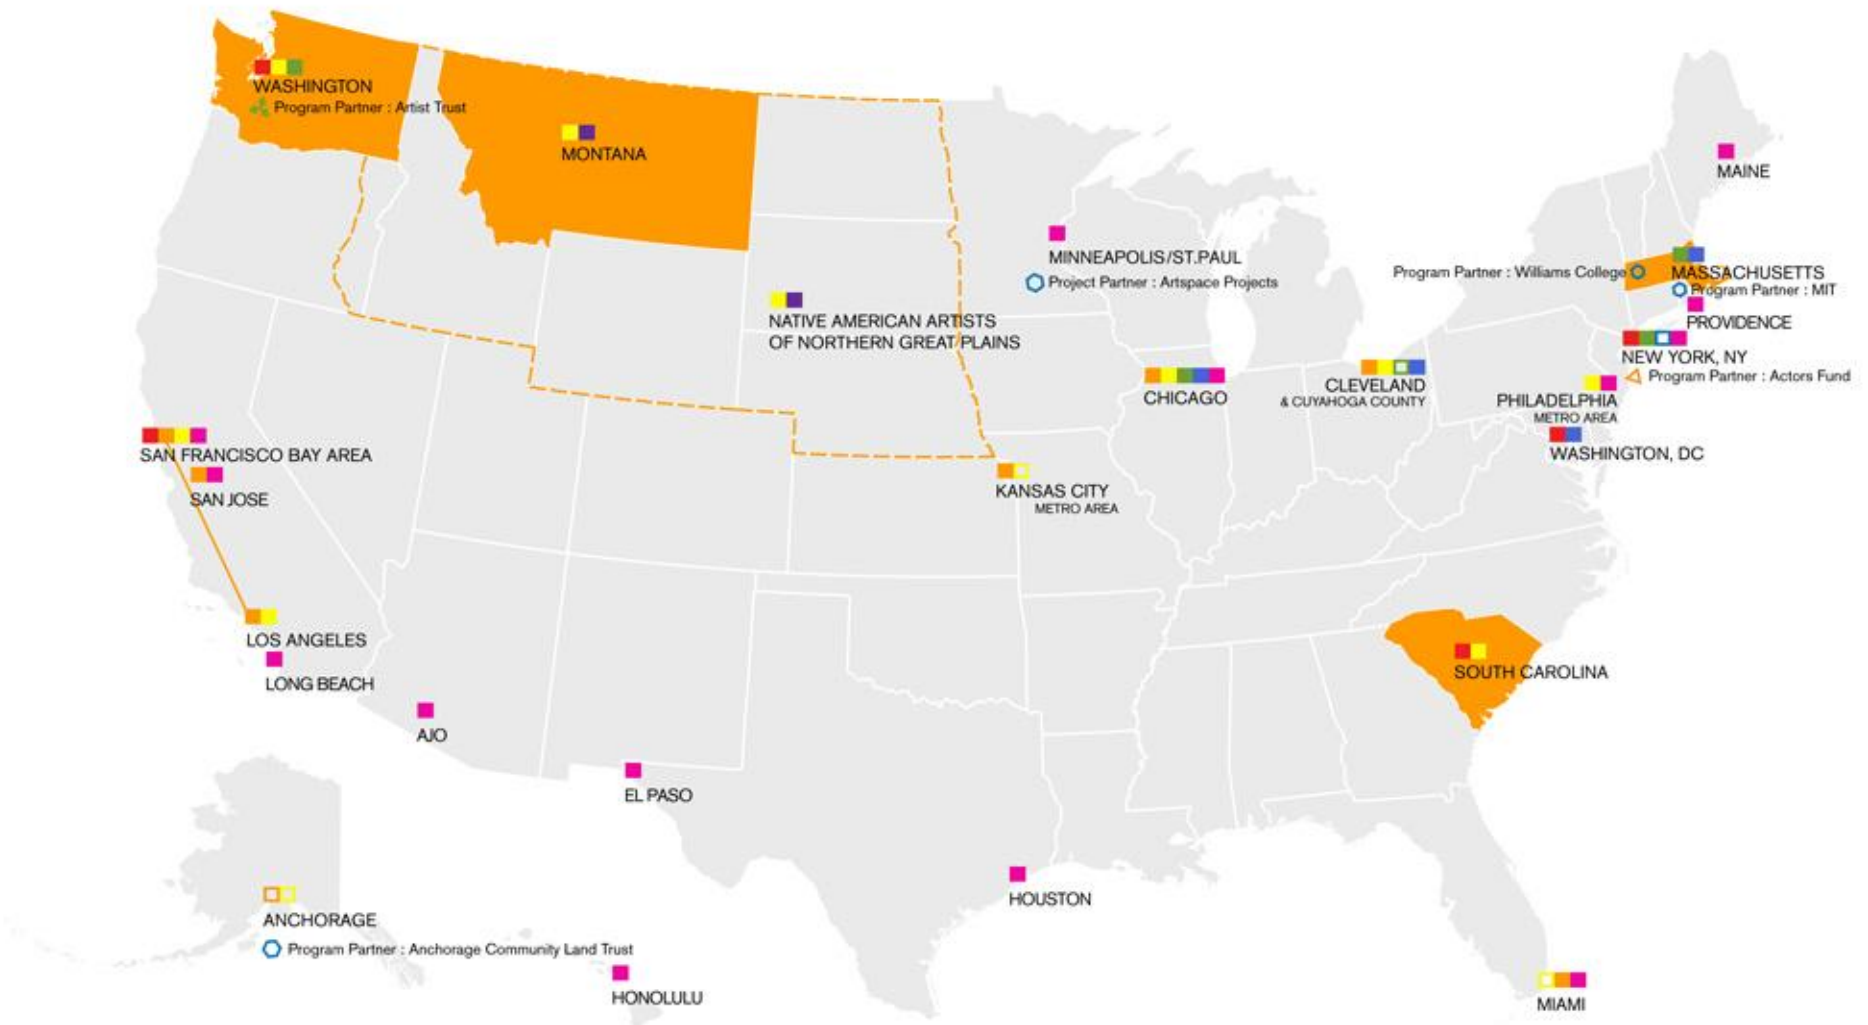 WASHINGTON
Program Partner : Artist Trust
MONTANA
MAINE
MINNEAPOLIS/ST.PAUL
Project Partner : Artspace Projects
Program Partner : Williams College
MASSACHUSETTS
Program Partner : MIT
PROVIDENCE
NATIVE AMERICAN ARTISTS
OF NORTHERN GREAT PLAINS
NEW YORK, NY
Program Partner : Actors Fund
CHICAGO
CLEVELAND
& CUYAHOGA COUNTY
PHILADELPHIA
METRO AREA
WASHINGTON, DC
SAN FRANCISCO BAY AREA
SAN JOSE
KANSAS CITY
METRO AREA
LOS ANGELES
LONG BEACH
SOUTH CAROLINA
AJO
EL PASO
HOUSTON
ANCHORAGE
Program Partner : Anchorage Community Land Trust
HONOLULU
MIAMI